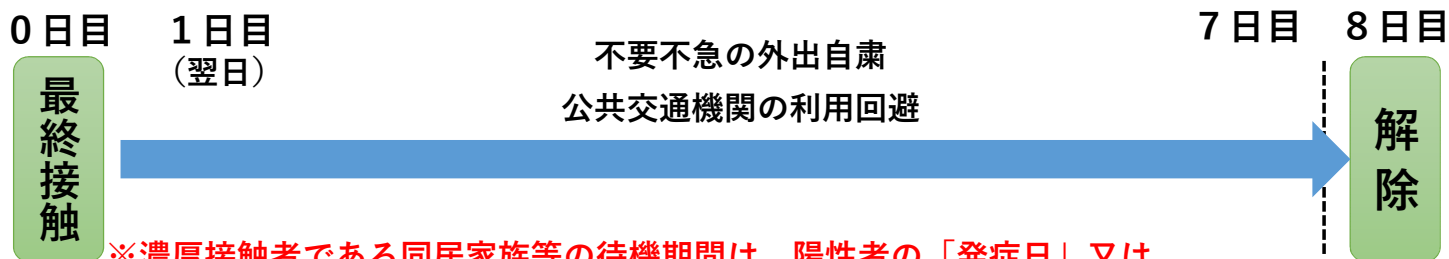 0日目 1日目 7日目 8日目
(翌日)
不要不急の外出自粛
公共交通機関の利用回避
最終接触
解除
※濃厚接触者である同居家族等の待機期間は、陽性者の「発症日」又は